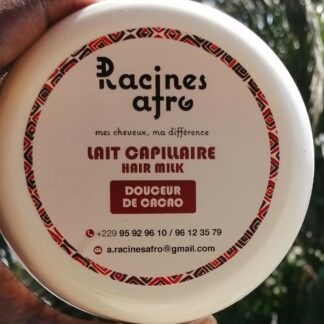 Racines
afro
mes cheveux, ma différence
LAIT CAPILLAIRE
HAIR MILK
DOUCEUR
DE CACAO
+229 95 92 96 10 / 96 12 35 79
a.racinesafro@gmail.com